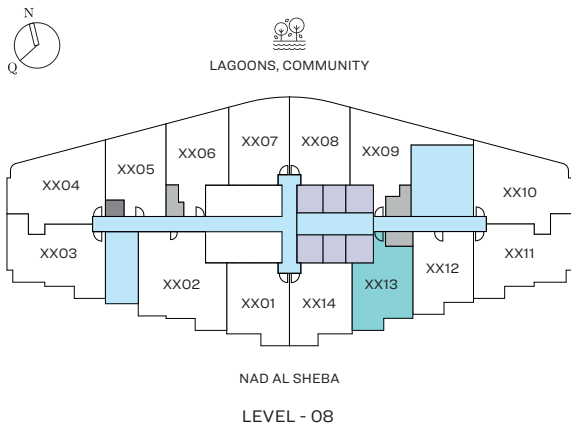 N
Q
LAGOONS, COMMUNITY
XX07
XX08
XX06
XX09
XX05
XX04
XX10
XX03
XX11
XX02
XX12
XX13
XX01
XX14
NAD AL SHEBA
LEVEL - 08